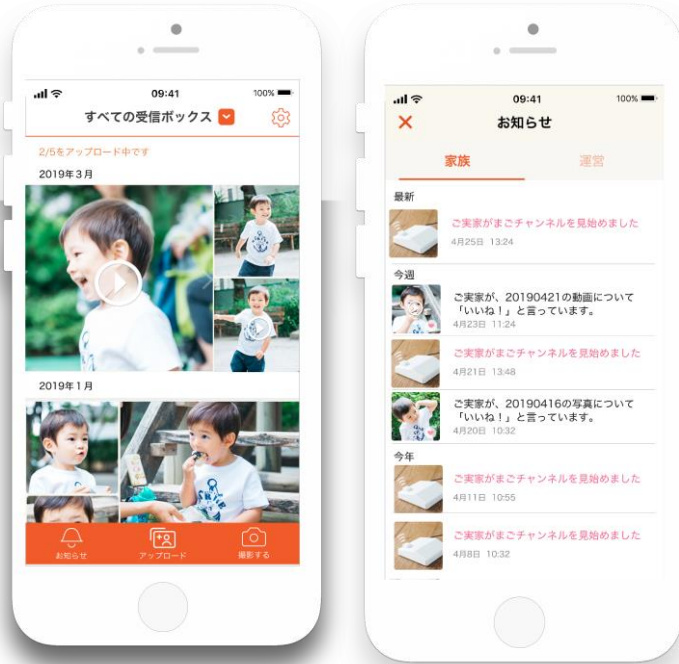 09:41
100%
すべての受信ボックス
2/5をアップロード中です
2019年3月
2019年1月
お知らせ
アップロード
撮影する
09:41
100%
お知らせ
家族
運営
最新
ご実家がまごチャンネルを見始めました
4月25日 13:24
今週
ご実家が、20190421の動画について
「いいね！」と言っています。
4月23日 11:24
ご実家がまごチャンネルを見始めました
4月21日 13:48
ご実家が、20190416の写真について
「いいね！」と言っています。
4月20日 10:32
今年
ご実家がまごチャンネルを見始めました
4月11日 10:55
ご実家がまごチャンネルを見始めました
4月8日 10:32